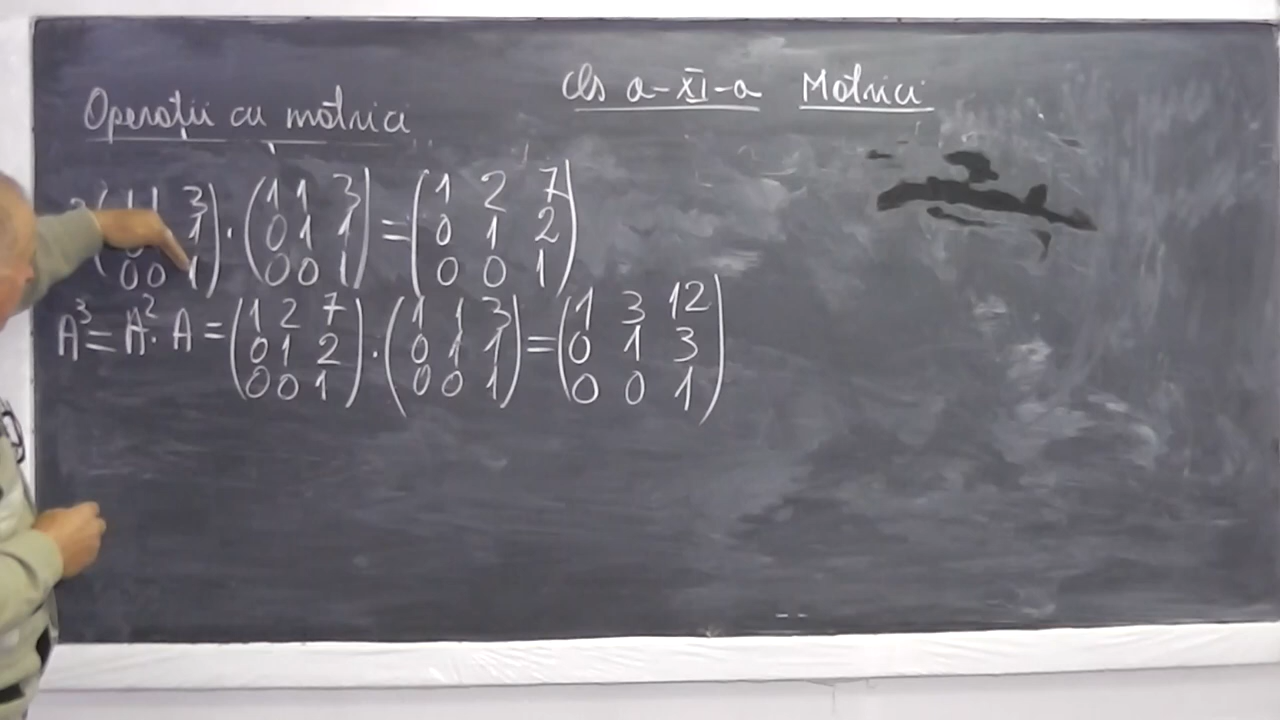 Cls a-XI-a Matrici
Operații cu matrici
1 1 3 · ( 1 1 3 ) = ( 1 2 7 )
1 ( 0 1 1 ) ( 0 1 2 )
0 0 1 ( 0 0 1 ) ( 0 0 1 )
A³ = A² · A = ( 1 2 7 ) · ( 1 1 3 ) = ( 1 3 12 )
( 0 1 2 ) ( 0 1 1 ) ( 0 1 3 )
( 0 0 1 ) ( 0 0 1 ) ( 0 0 1 )